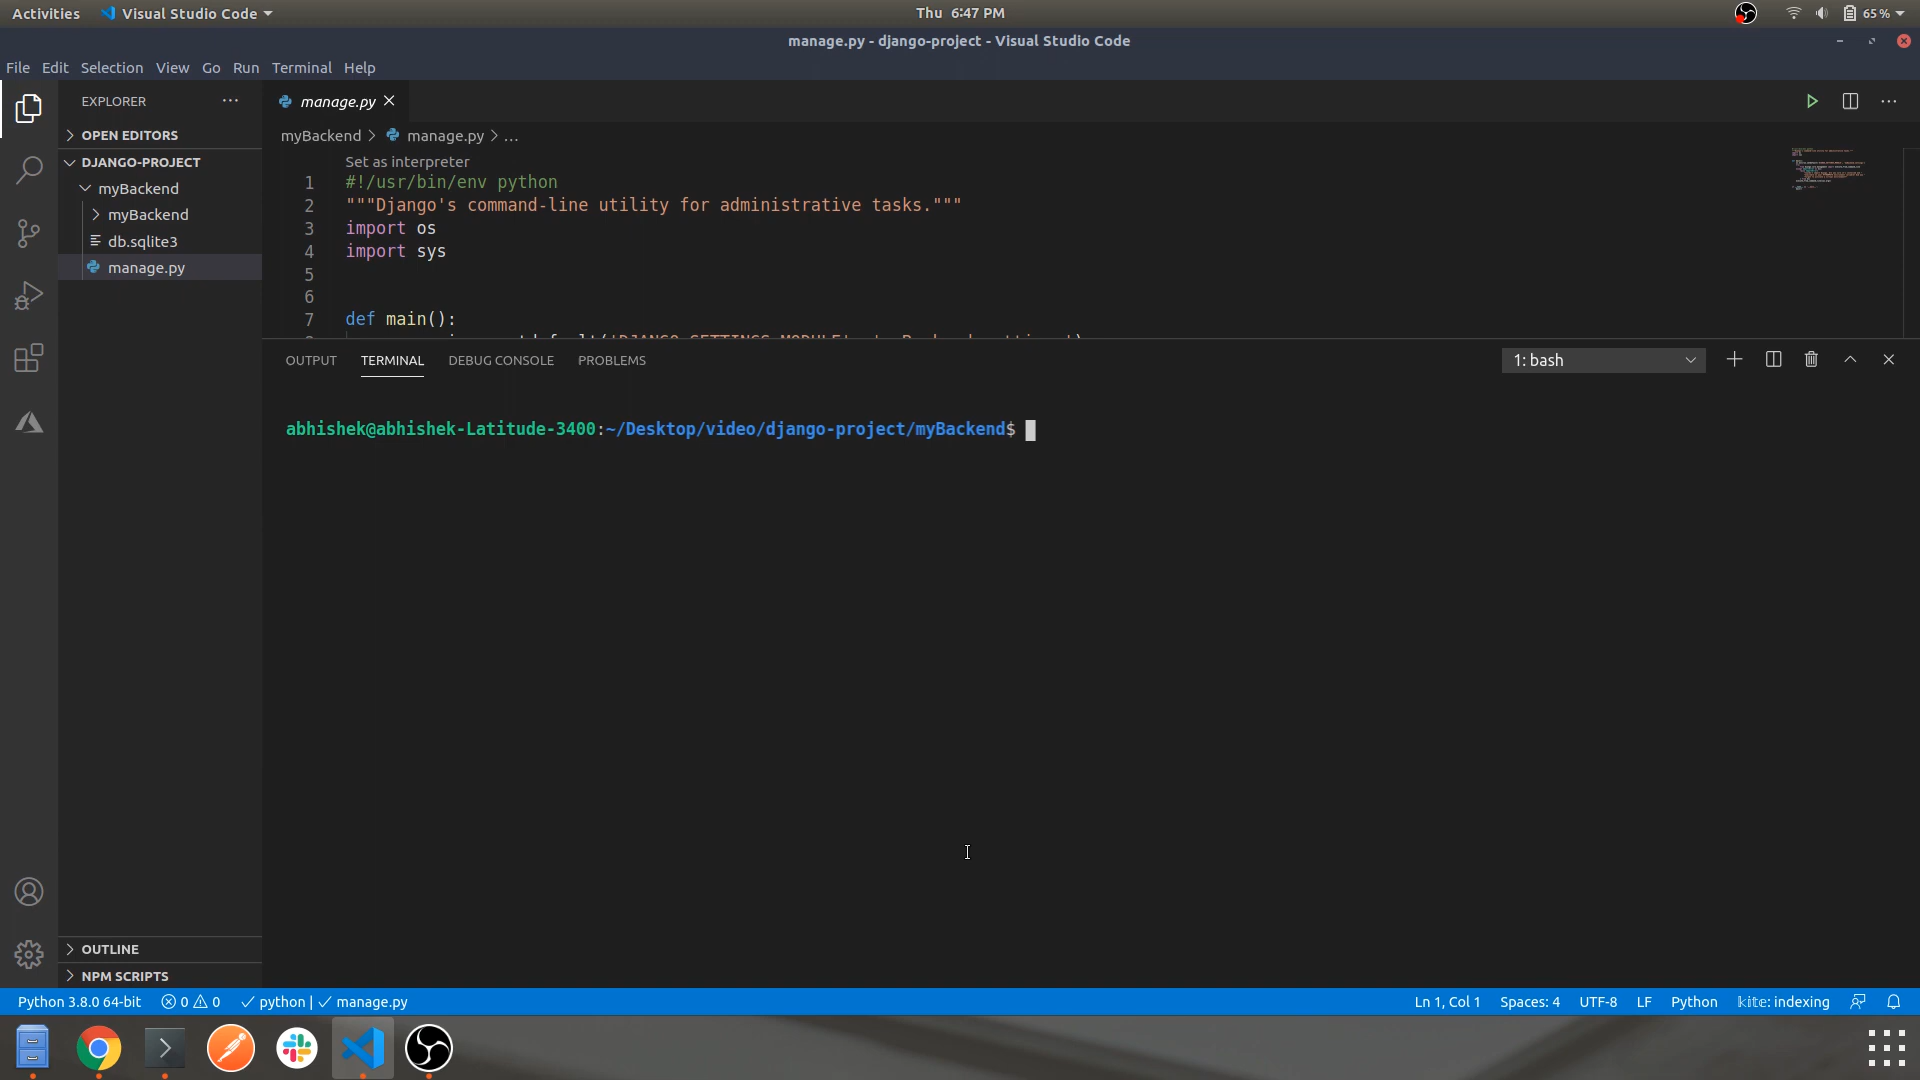 Activities Visual Studio Code Thu 6:47 PM 65 %
manage.py - django-project - Visual Studio Code
File Edit Selection View Go Run Terminal Help
EXPLORER
OPEN EDITORS
DJANGO-PROJECT
myBackend
myBackend
db.sqlite3
manage.py
OUTLINE
NPM SCRIPTS
manage.py
myBackend > manage.py > ...
Set as interpreter
1 #!/usr/bin/env python
2 """Django's command-line utility for administrative tasks."""
3 import os
4 import sys
5
6
7 def main():
OUTPUT TERMINAL DEBUG CONSOLE PROBLEMS 1: bash
abhishek@abhishek-Latitude-3400:~/Desktop/video/django-project/myBackend$
Python 3.8.0 64-bit 0 0 python | manage.py Ln 1, Col 1 Spaces: 4 UTF-8 LF Python kite: indexing